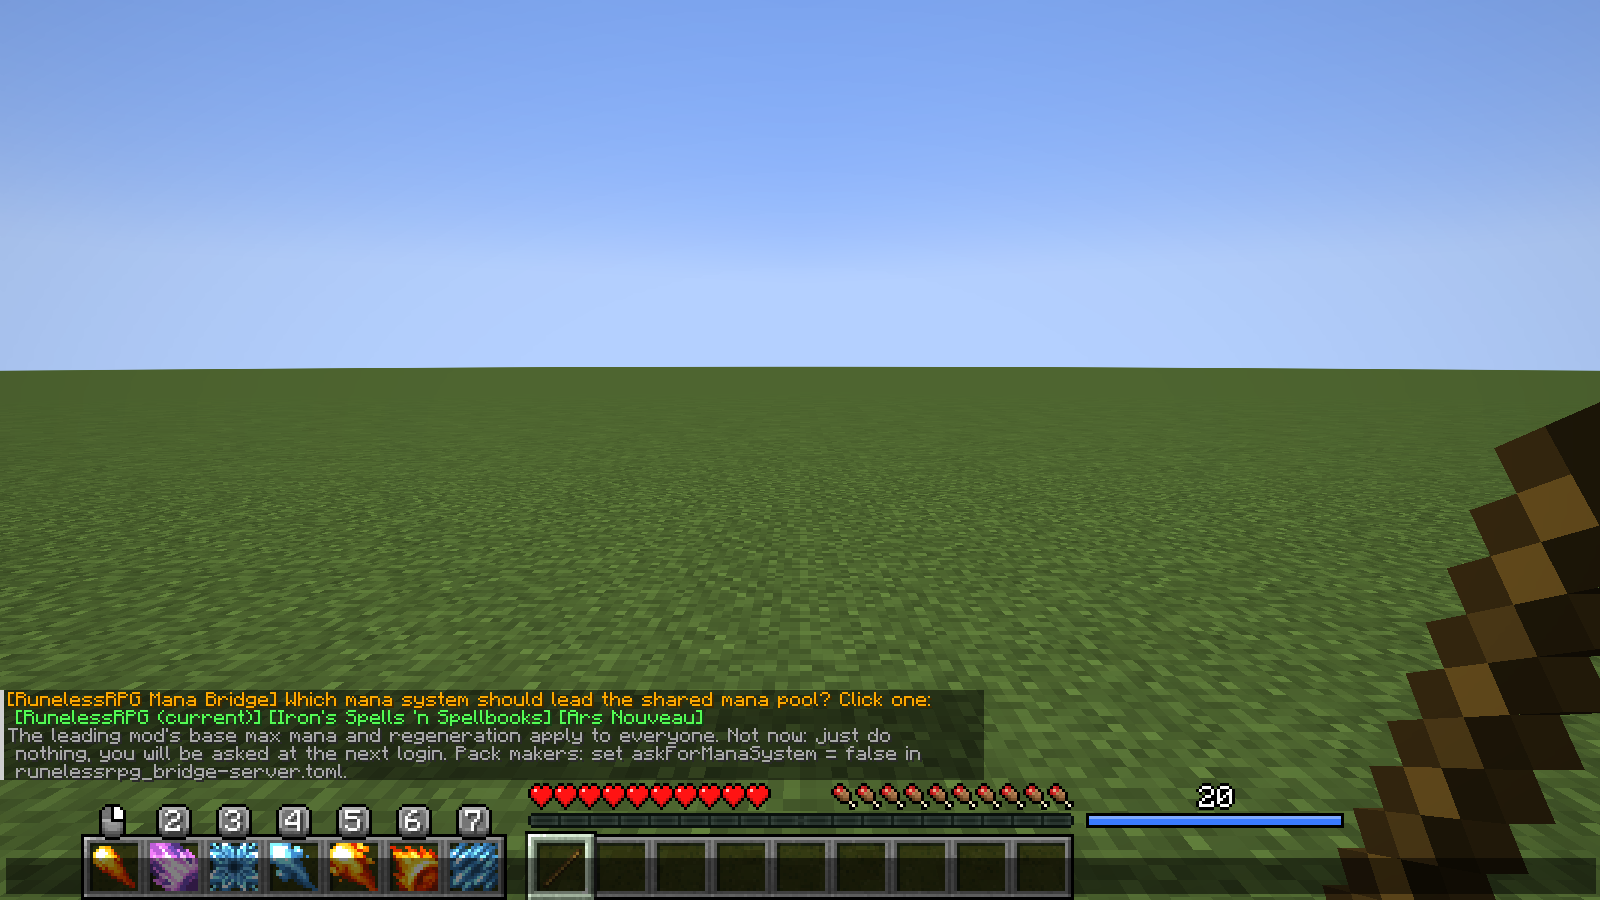 [RunelessRPG Mana Bridge] Which mana system should lead the shared mana pool? Click one:
[RunelessRPG (current)] [Iron's Spells 'n Spellbooks] [Ars Nouveau]
The leading mod's base max mana and regeneration apply to everyone. Not now: just do
nothing, you will be asked at the next login. Pack makers: set askForManaSystem = false in
runelessrpg_bridge-server.toml.
20
2 3 4 5 6 7